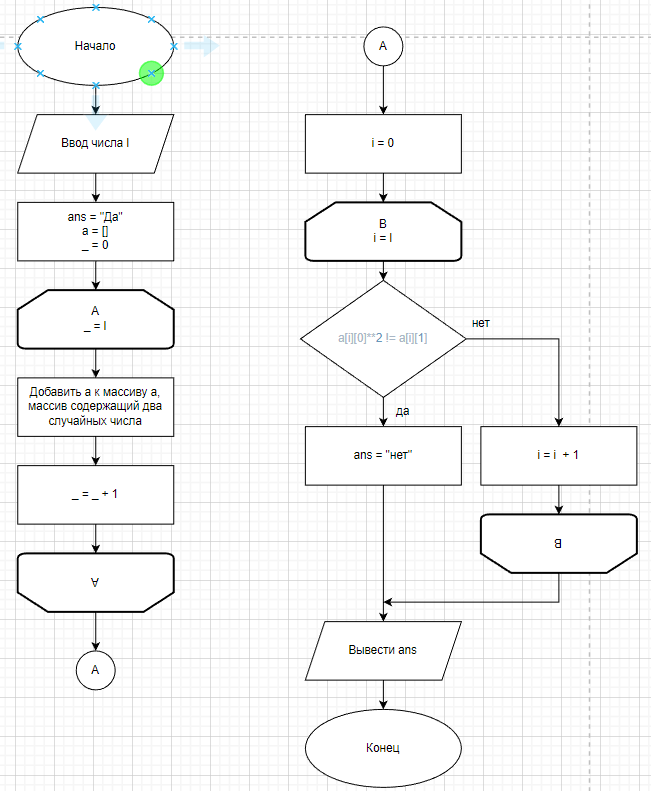 Начало
Ввод числа l
ans = "Да"
a = []
_ = 0
A
_ = l
Добавить а к массиву а,
массив содержащий два
случайных числа
_ = _ + 1
A
A
A
i = 0
B
i = l
a[i][0]**2 != a[i][1]
нет
да
ans = "нет"
i = i + 1
B
Вывести ans
Конец